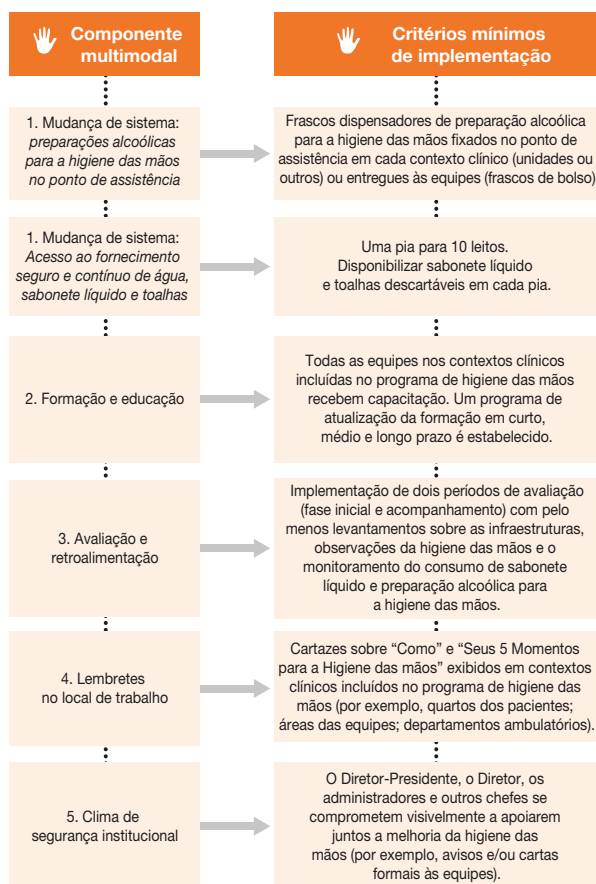 Componente
multimodal
Critérios mínimos
de implementação
1. Mudança de sistema:
preparações alcoólicas
para a higiene das mãos
no ponto de assistência
Frascos dispensadores de preparação alcoólica
para a higiene das mãos fixados no ponto de
assistência em cada contexto clínico (unidades ou
outros) ou entregues às equipes (frascos de bolso)
1. Mudança de sistema:
Acesso ao fornecimento
seguro e contínuo de água,
sabonete líquido e toalhas
Uma pia para 10 leitos.
Disponibilizar sabonete líquido
e toalhas descartáveis em cada pia.
2. Formação e educação
Todas as equipes nos contextos clínicos
incluídas no programa de higiene das mãos
recebem capacitação. Um programa de
atualização da formação em curto,
médio e longo prazo é estabelecido.
3. Avaliação e
retroalimentação
Implementação de dois períodos de avaliação
(fase inicial e acompanhamento) com pelo
menos levantamentos sobre as infraestruturas,
observações da higiene das mãos e o
monitoramento do consumo de sabonete
líquido e preparação alcoólica para
a higiene das mãos.
4. Lembretes
no local de trabalho
Cartazes sobre “Como” e “Seus 5 Momentos
para a Higiene das mãos” exibidos em contextos
clínicos incluídos no programa de higiene das
mãos (por exemplo, quartos dos pacientes;
áreas das equipes; departamentos ambulatórios).
5. Clima de
segurança institucional
O Diretor-Presidente, o Diretor, os
administradores e outros chefes se
comprometem visivelmente a apoiarem
juntos a melhoria da higiene das
mãos (por exemplo, avisos e/ou cartas
formais às equipes).